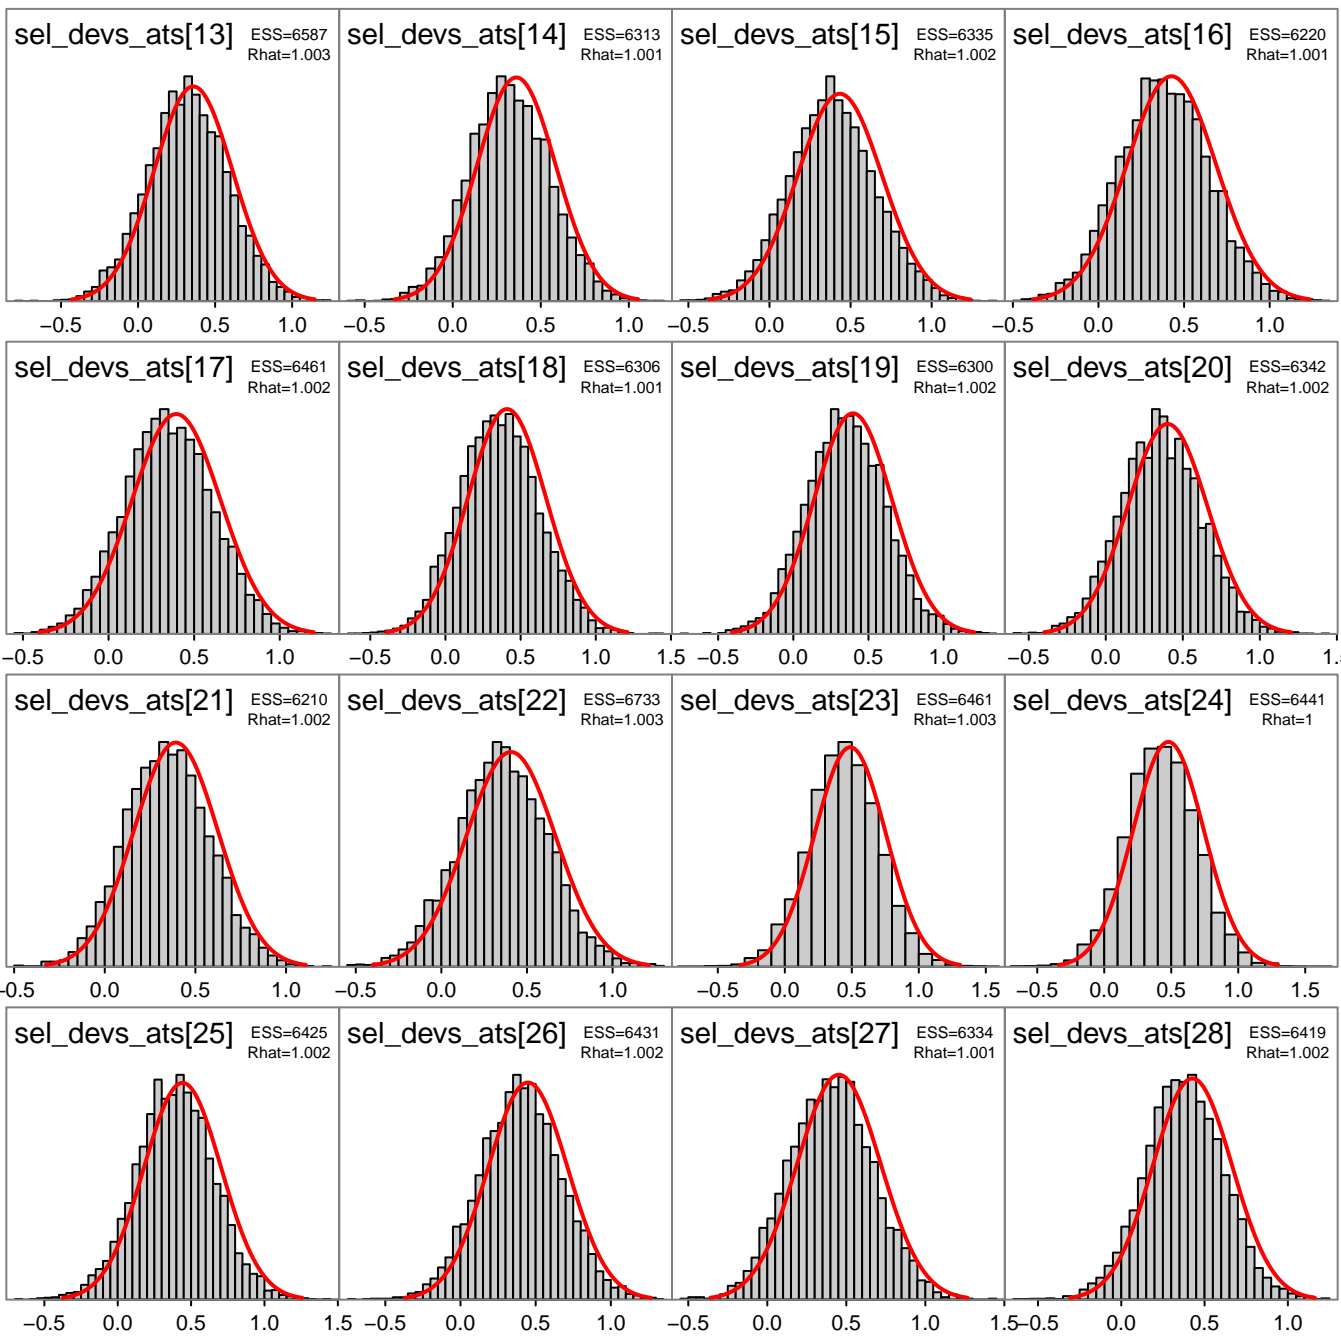 sel_devs_ats[13] ESS=6587
Rhat=1.003
sel_devs_ats[14] ESS=6313
Rhat=1.001
sel_devs_ats[15] ESS=6335
Rhat=1.002
sel_devs_ats[16] ESS=6220
Rhat=1.001
−0.5 0.0 0.5 1.0
−0.5 0.0 0.5 1.0
−0.5 0.0 0.5 1.0
−0.5 0.0 0.5 1.0
sel_devs_ats[17] ESS=6461
Rhat=1.002
sel_devs_ats[18] ESS=6306
Rhat=1.001
sel_devs_ats[19] ESS=6300
Rhat=1.002
sel_devs_ats[20] ESS=6342
Rhat=1.002
−0.5 0.0 0.5 1.0
−0.5 0.0 0.5 1.0 1.5
−0.5 0.0 0.5 1.0
−0.5 0.0 0.5 1.0 1.
sel_devs_ats[21] ESS=6210
Rhat=1.002
sel_devs_ats[22] ESS=6733
Rhat=1.003
sel_devs_ats[23] ESS=6461
Rhat=1.003
sel_devs_ats[24] ESS=6441
Rhat=1
−0.5 0.0 0.5 1.0
−0.5 0.0 0.5 1.0
−0.5 0.0 0.5 1.0 1.5
−0.5 0.0 0.5 1.0 1.5
sel_devs_ats[25] ESS=6425
Rhat=1.002
sel_devs_ats[26] ESS=6431
Rhat=1.002
sel_devs_ats[27] ESS=6334
Rhat=1.001
sel_devs_ats[28] ESS=6419
Rhat=1.002
−0.5 0.0 0.5 1.0 1.5
−0.5 0.0 0.5 1.0
−0.5 0.0 0.5 1.0 1.5
−0.5 0.0 0.5 1.0